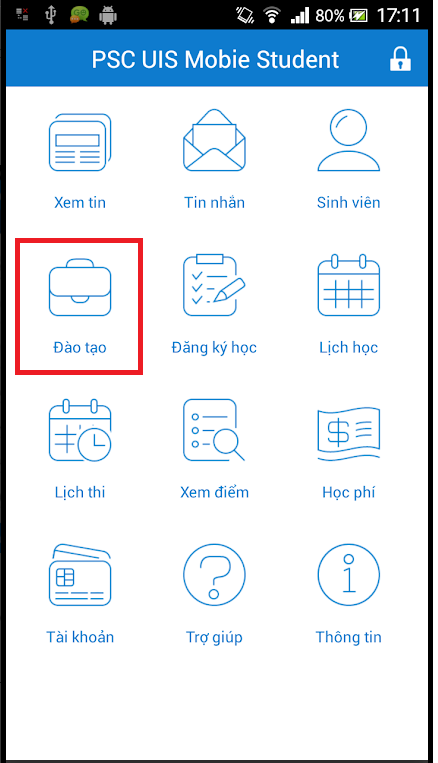 80% 17:11
PSC UIS Mobie Student
Xem tin Tin nhắn Sinh viên
Đào tạo Đăng ký học Lịch học
Lịch thi Xem điểm Học phí
Tài khoản Trợ giúp Thông tin